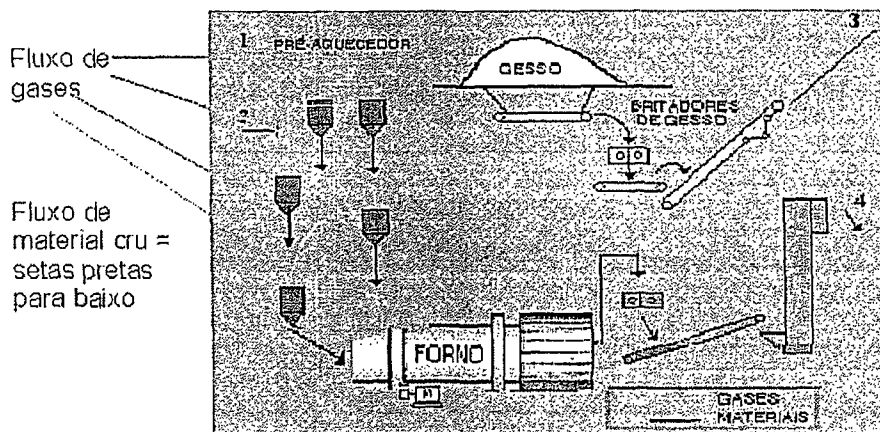 Fluxo de
gases
Fluxo de
material cru =
setas pretas
para baixo
1
PRÉ-AQUECEDOR
2
GESSO
BRITADORES
DE GESSO
3
4
FORNO
M
GASES
MATERIAIS